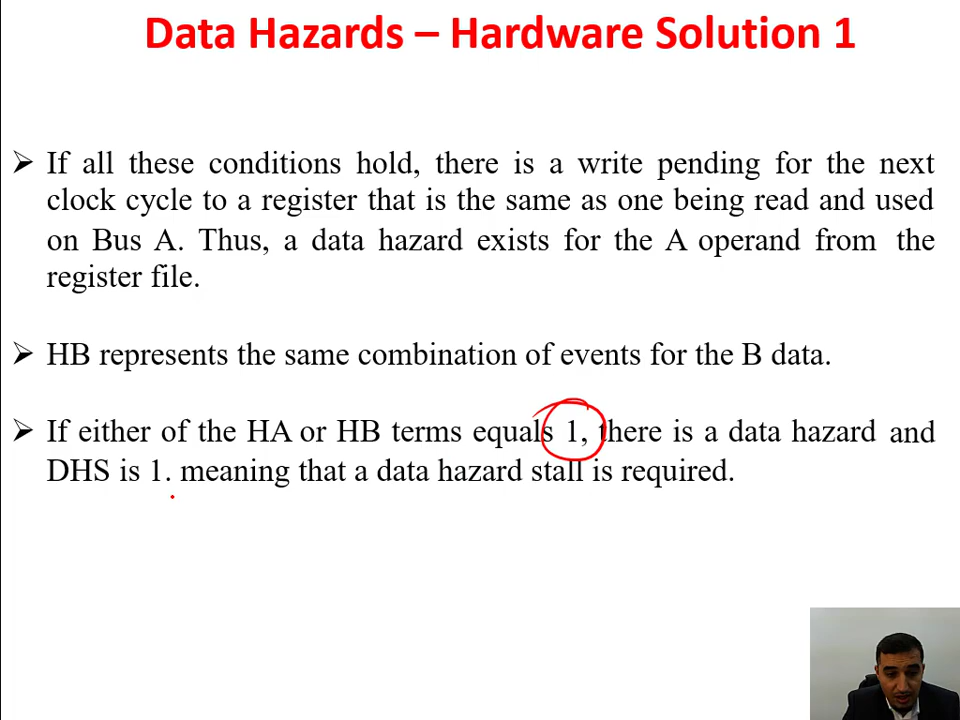 Data Hazards – Hardware Solution 1
➢ If all these conditions hold, there is a write pending for the next
clock cycle to a register that is the same as one being read and used
on Bus A. Thus, a data hazard exists for the A operand from the
register file.
➢ HB represents the same combination of events for the B data.
➢ If either of the HA or HB terms equals 1, there is a data hazard and
DHS is 1. meaning that a data hazard stall is required.